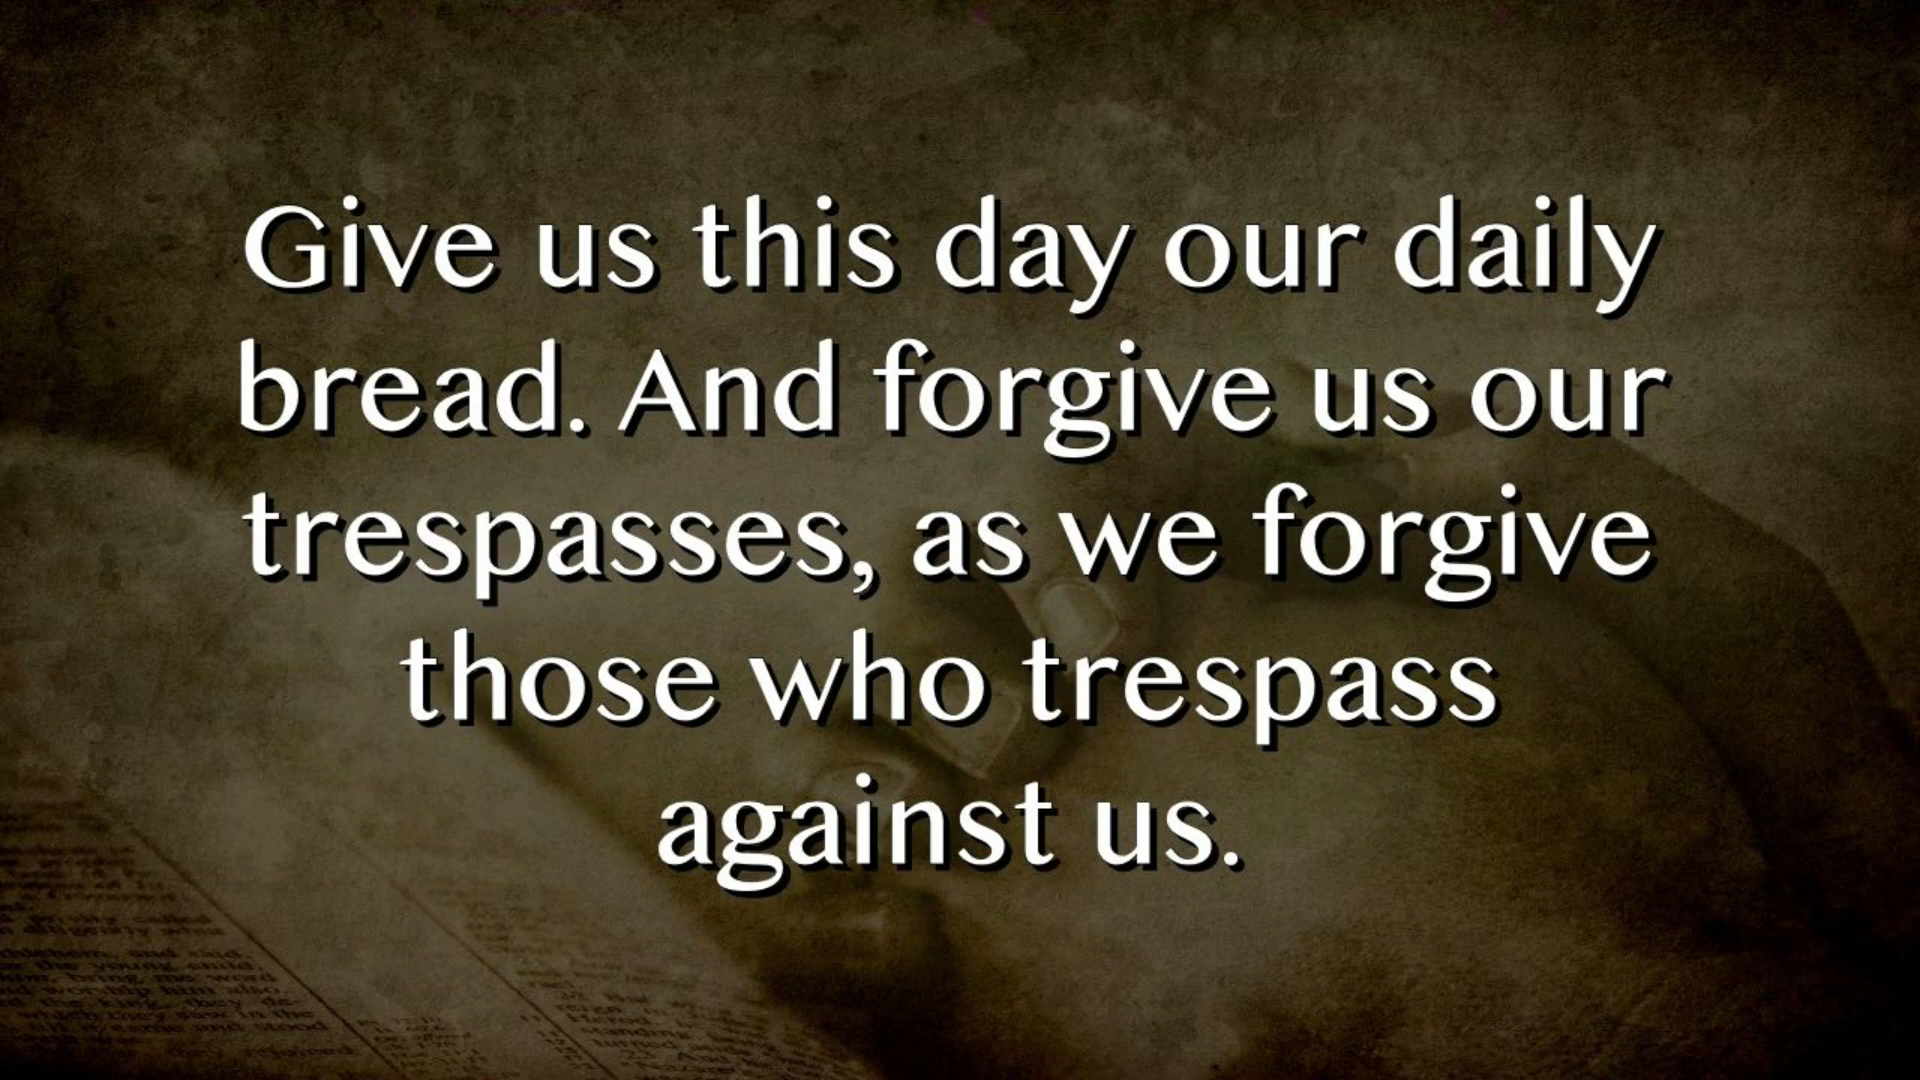 Give us this day our daily
bread. And forgive us our
trespasses, as we forgive
those who trespass
against us.